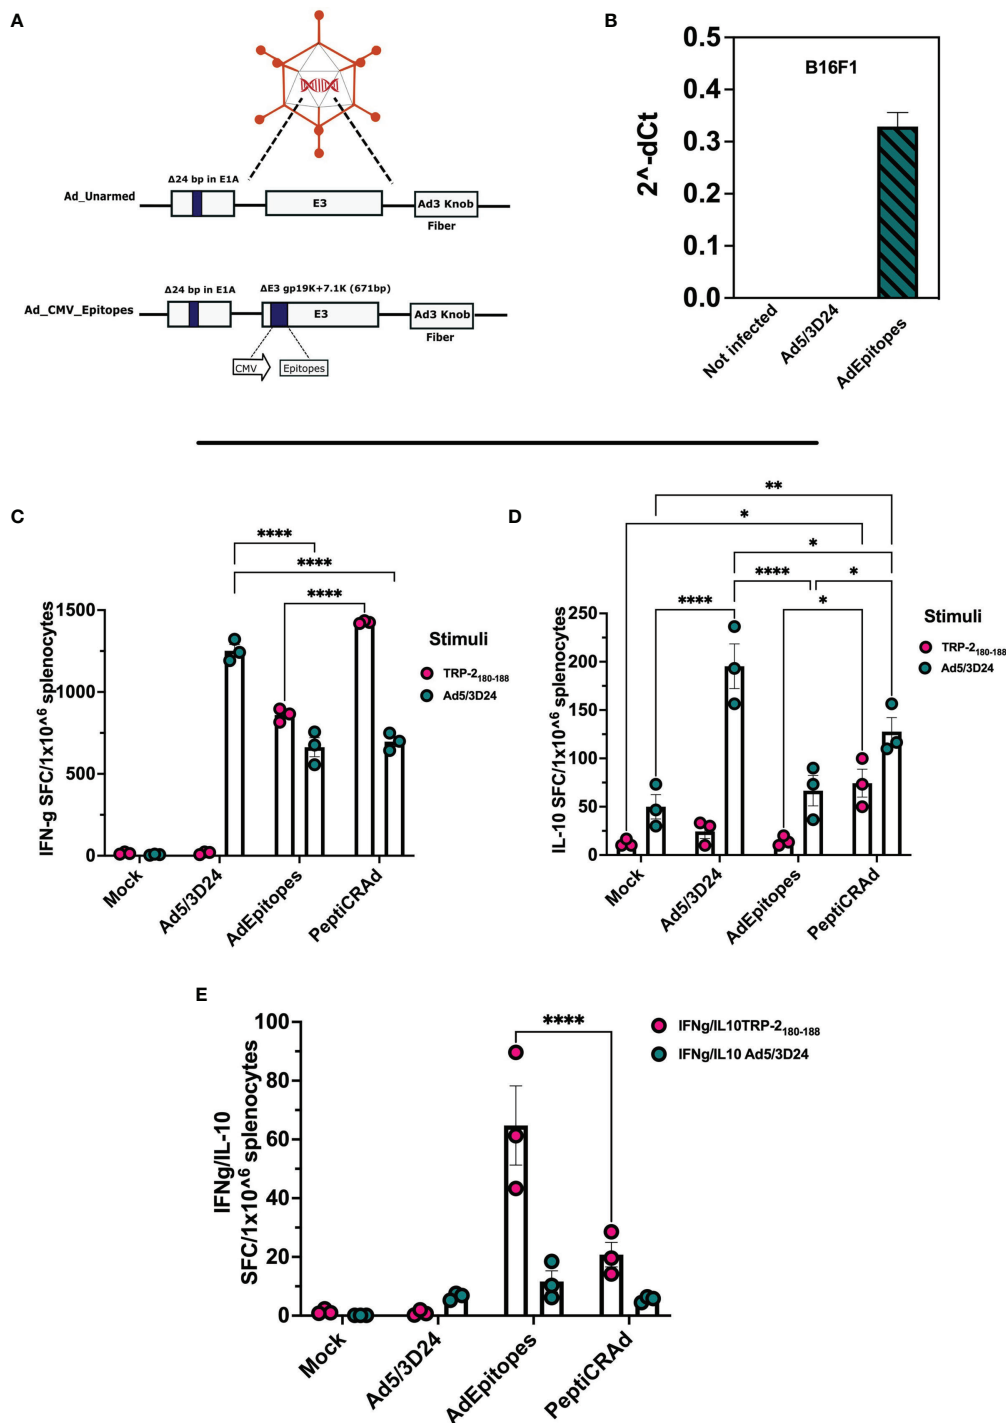 A
Δ24 bp in E1A
Ad_Unarmed
E3
Ad3 Knob
Fiber
Δ24 bp in E1A
ΔE3 gp19K+7.1K (671bp)
Ad_CMV_Epitopes
E3
Ad3 Knob
Fiber
CMV
Epitopes
B
0.5
B16F1
0.4
0.3
0.2
0.1
0.0
2^-dCt
Not infected
Ad5/3D24
AdEpitopes
C
****
****
****
1500
1000
500
0
IFN-g SFC/1x10^6 splenocytes
Stimuli
TRP-2180-188
Ad5/3D24
Mock
Ad5/3D24
AdEpitopes
PeptiCRAd
D
**
*
*
**** *
**** *
250
200
150
100
50
0
IL-10 SFC/1x10^6 splenocytes
Stimuli
TRP-2180-188
Ad5/3D24
Mock
Ad5/3D24
AdEpitopes
PeptiCRAd
E
****
100
80
60
40
20
0
IFNg/IL-10
SFC/1x10^6 splenocytes
IFNg/IL10TRP-2180-188
IFNg/IL10 Ad5/3D24
Mock
Ad5/3D24
AdEpitopes
PeptiCRAd